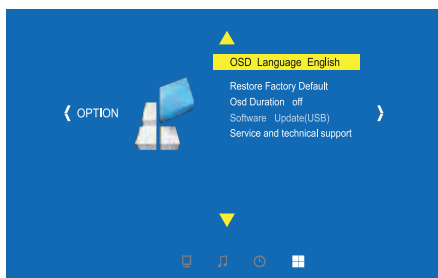 OSD Language English
Restore Factory Default
OPTION
Osd Duration off
Software Update(USB)
Service and technical support